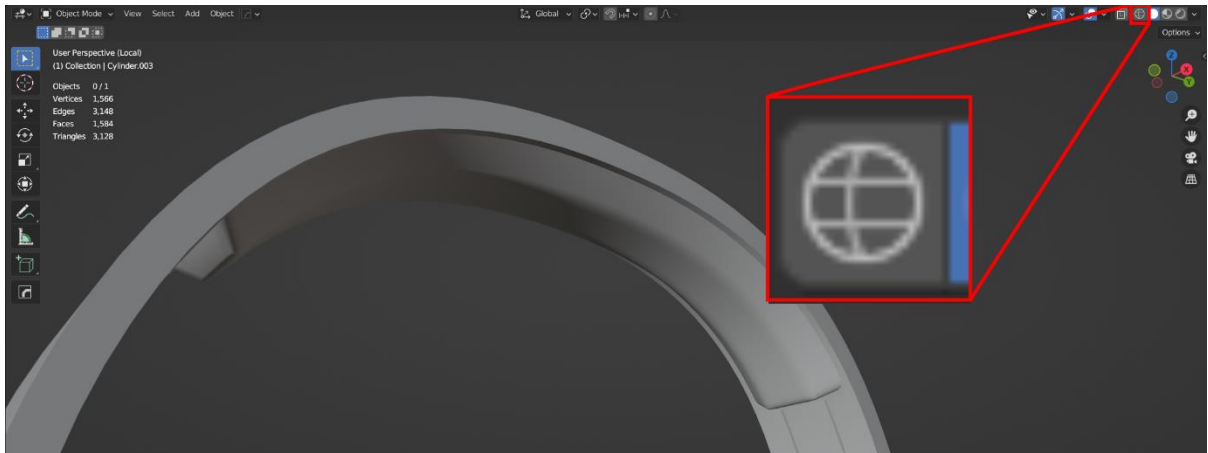 Object Mode View Select Add Object Global
Options
User Perspective (Local)
(1) Collection | Cylinder.003
Objects 0/1
Vertices 1,566
Edges 3,148
Faces 1,584
Triangles 3,128
Z
X
Y